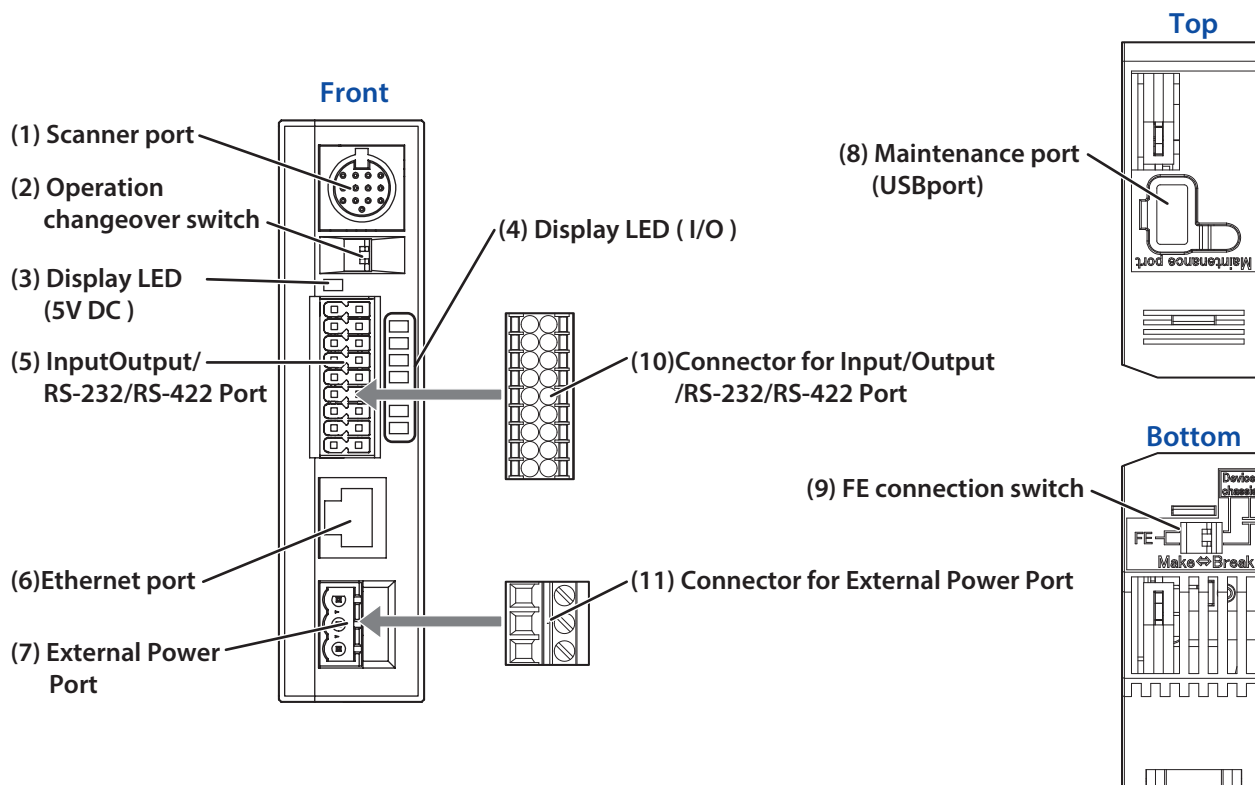 Top
Front
(1) Scanner port
(2) Operation
changeover switch
(3) Display LED
(5V DC )
(4) Display LED ( I/O )
(5) InputOutput/
RS-232/RS-422 Port
(10)Connector for Input/Output
/RS-232/RS-422 Port
(6)Ethernet port
(11) Connector for External Power Port
(7) External Power
Port
(8) Maintenance port
(USBport)
Maintenance port
Bottom
(9) FE connection switch
Device
chassis
FE
Make⇔Break